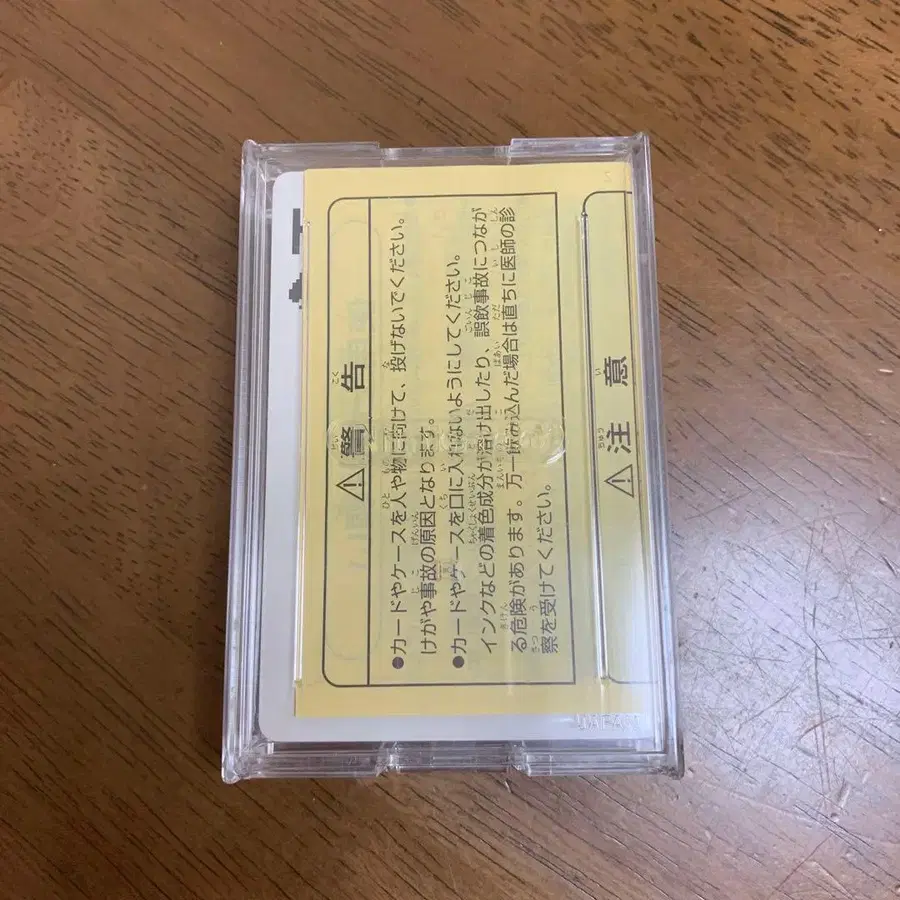 ⚠警告
●カードやケースを人や物に向けて、投げないでください。
けがや事故の原因となります。
●カードやケースを口に入れないようにしてください。
インクなどの着色成分が溶け出したり、誤飲事故につながる危険があります。万一飲み込んだ場合は直ちに医師の診
察を受けてください。
⚠注意
JAPAN